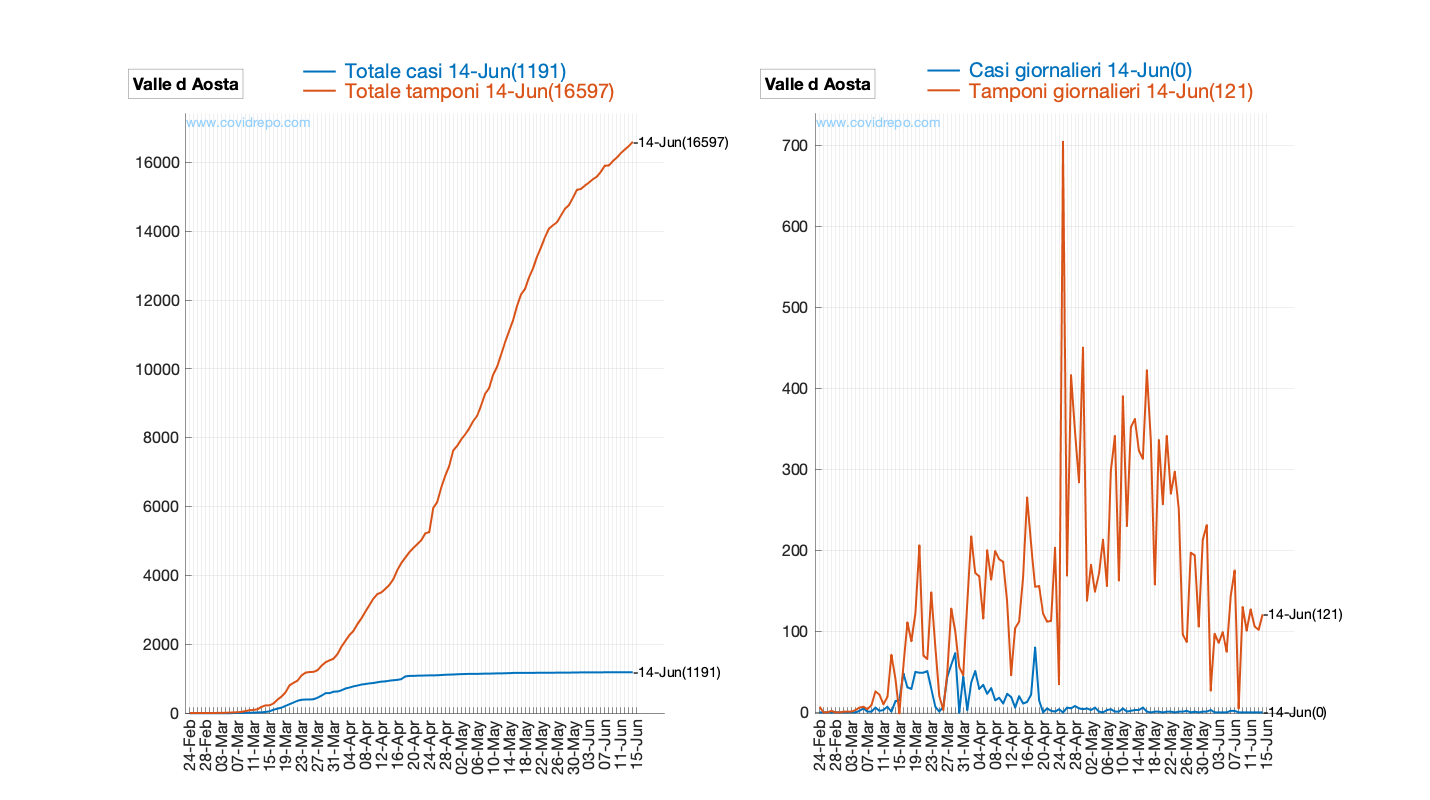 Valle d Aosta
Totale casi 14-Jun(1191)
Totale tamponi 14-Jun(16597)
www.covidrepo.com
16000
14000
12000
10000
8000
6000
4000
2000
0
14-Jun(16597)
14-Jun(1191)
24-Feb
28-Feb
03-Mar
07-Mar
11-Mar
15-Mar
19-Mar
23-Mar
27-Mar
31-Mar
04-Apr
08-Apr
12-Apr
16-Apr
20-Apr
24-Apr
28-Apr
02-May
06-May
10-May
14-May
18-May
22-May
26-May
30-May
03-Jun
07-Jun
11-Jun
15-Jun
Valle d Aosta
Casi giornalieri 14-Jun(0)
Tamponi giornalieri 14-Jun(121)
www.covidrepo.com
700
600
500
400
300
200
100
0
14-Jun(121)
14-Jun(0)
24-Feb
28-Feb
03-Mar
07-Mar
11-Mar
15-Mar
19-Mar
23-Mar
27-Mar
31-Mar
04-Apr
08-Apr
12-Apr
16-Apr
20-Apr
24-Apr
28-Apr
02-May
06-May
10-May
14-May
18-May
22-May
26-May
30-May
03-Jun
07-Jun
11-Jun
15-Jun